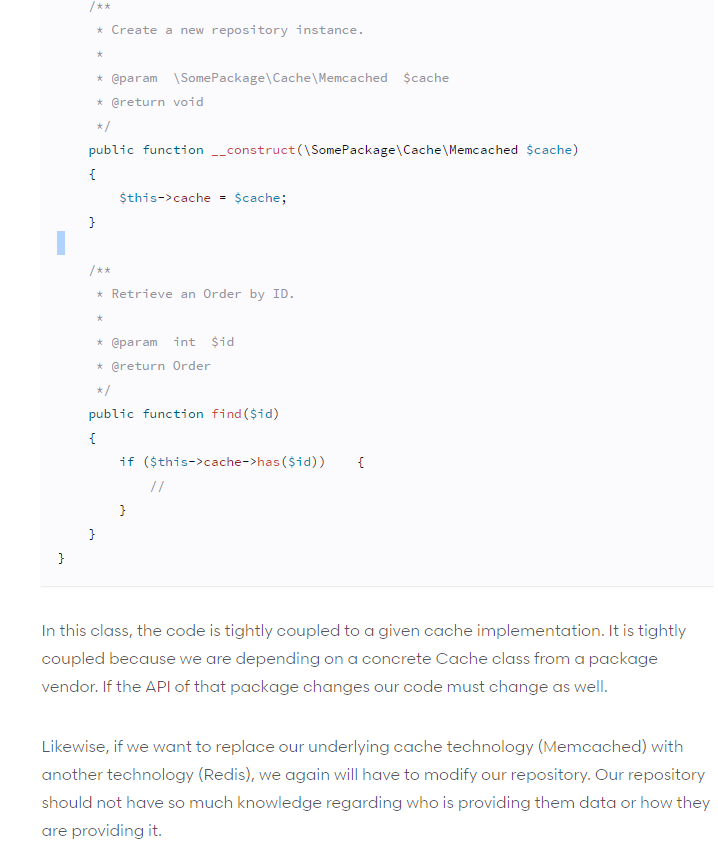 /**
* Create a new repository instance.
*
* @param  \SomePackage\Cache\Memcached  $cache
* @return void
*/
public function __construct(\SomePackage\Cache\Memcached $cache)
{
$this->cache = $cache;
}
/**
* Retrieve an Order by ID.
*
* @param  int  $id
* @return Order
*/
public function find($id)
{
if ($this->cache->has($id))    {
//
}
}
}
In this class, the code is tightly coupled to a given cache implementation. It is tightly
coupled because we are depending on a concrete Cache class from a package
vendor. If the API of that package changes our code must change as well.
Likewise, if we want to replace our underlying cache technology (Memcached) with
another technology (Redis), we again will have to modify our repository. Our repository
should not have so much knowledge regarding who is providing them data or how they
are providing it.